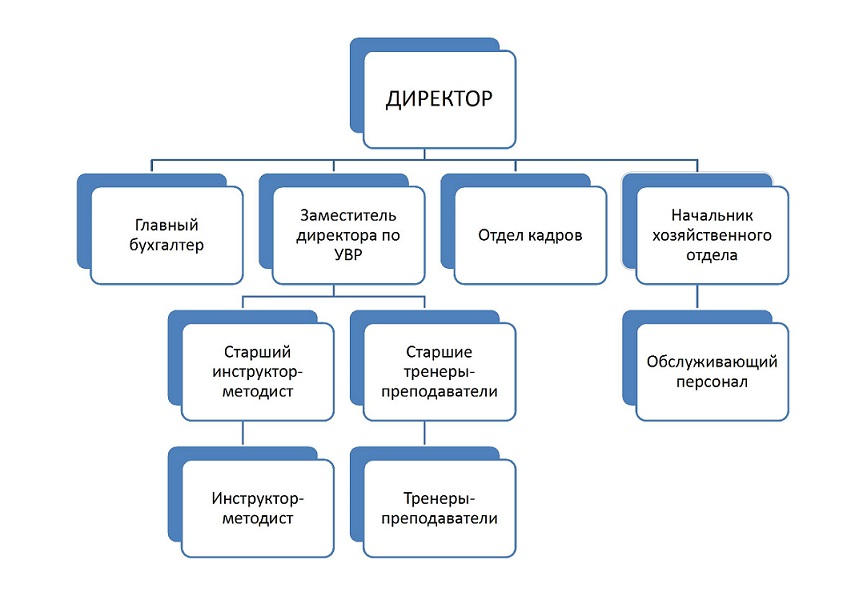 ДИРЕКТОР
Главный
бухгалтер
Заместитель
директора по
УВР
Отдел кадров
Начальник
хозяйственного
отдела
Старший
инструктор-
методист
Старшие
тренеры-
преподаватели
Обслуживающий
персонал
Инструктор-
методист
Тренеры-
преподаватели